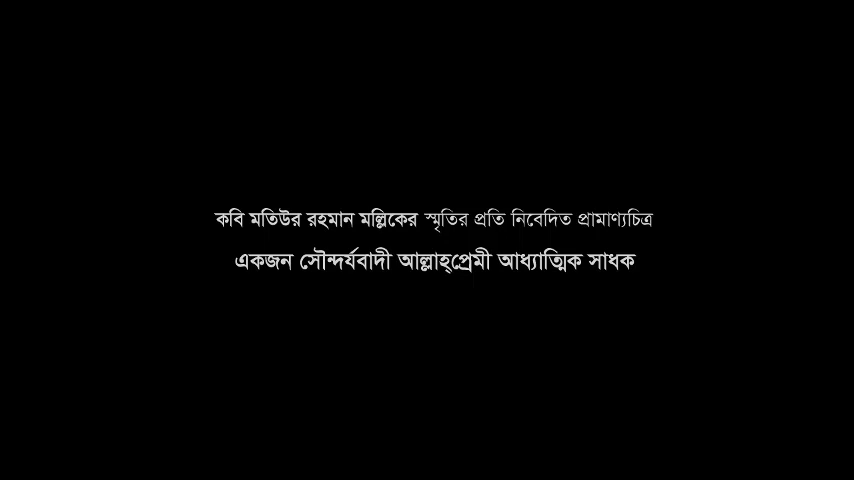 কবি মতিউর রহমান মল্লিকের স্মৃতির প্রতি নিবেদিত প্রামাণ্যচিত্র
একজন সৌন্দর্যবাদী আল্লাহ্‌প্রেমী আধ্যাত্মিক সাধক